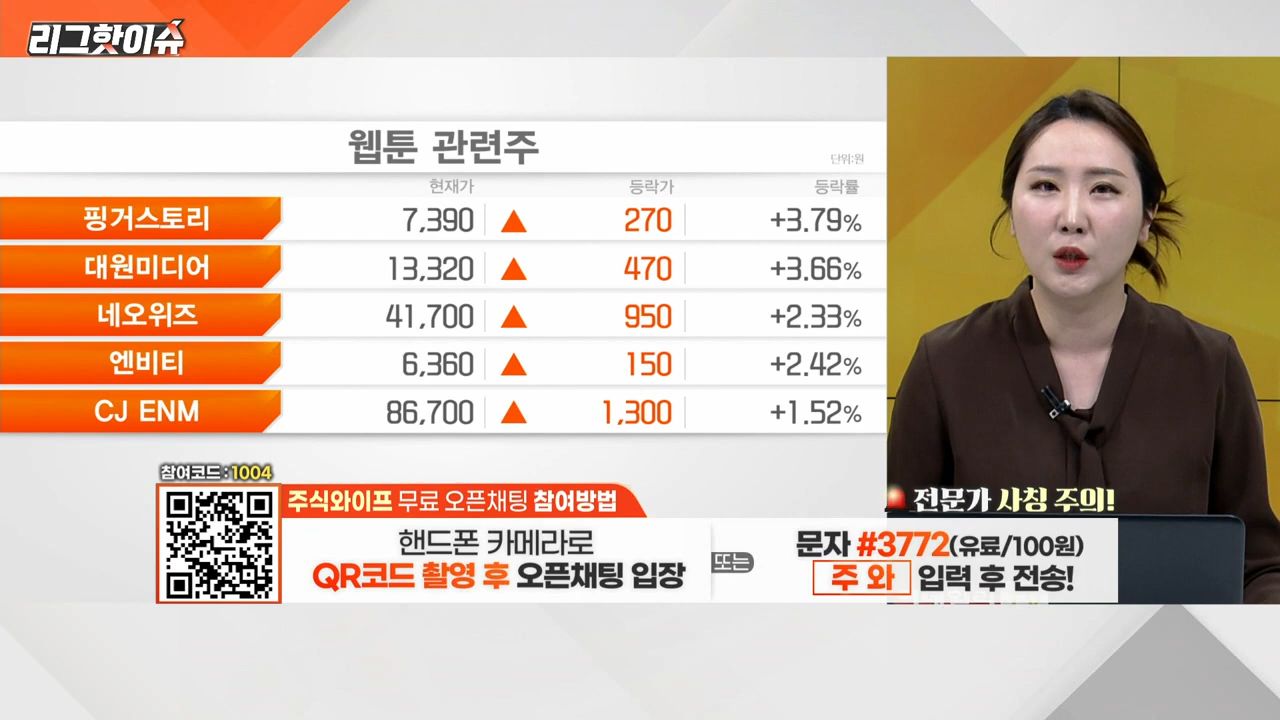 리그핫이슈
웹툰 관련주
단위:원
현재가 등락가 등락률
핑거스토리 7,390 ▲ 270 +3.79%
대원미디어 13,320 ▲ 470 +3.66%
네오위즈 41,700 ▲ 950 +2.33%
엔비티 6,360 ▲ 150 +2.42%
CJ ENM 86,700 ▲ 1,300 +1.52%
참여코드:1004
주식와이프 무료 오픈채팅 참여방법
핸드폰 카메라로
QR코드 촬영 후 오픈채팅 입장
또는
전문가 사칭 주의!
문자 #3772(유료/100원)
주 와 입력 후 전송!